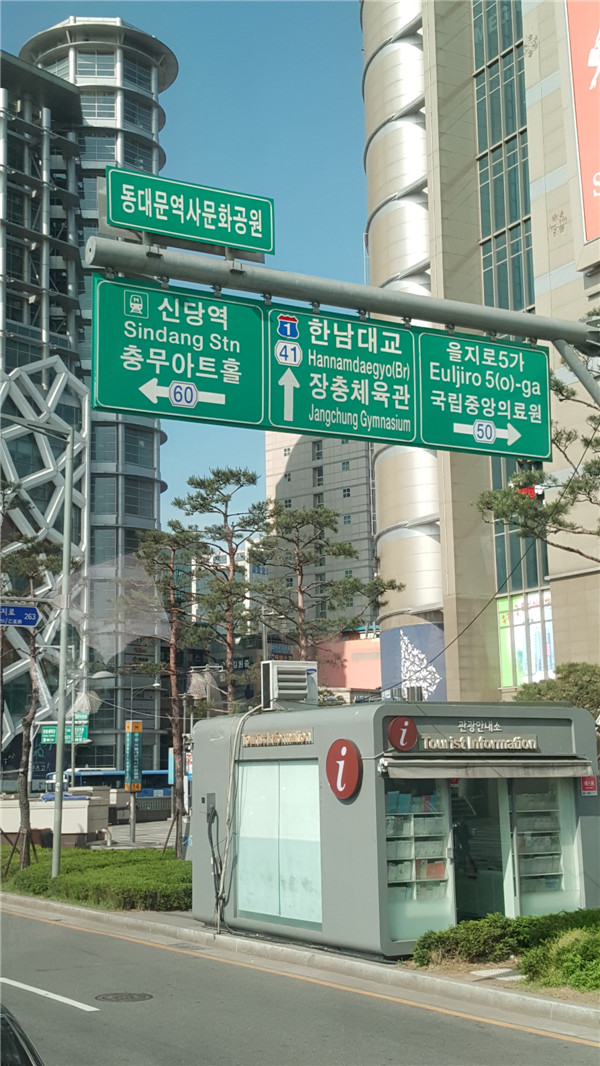 동대문역사문화공원
신당역
Sindang Stn
충무아트홀
60
1
41
한남대교
Hannamdaegyo(Br)
장충체육관
Jangchung Gymnasium
을지로5가
Euljiro 5(o)-ga
국립중앙의료원
50
263
i
관광안내소
Tourist Information
Tourist Information
i